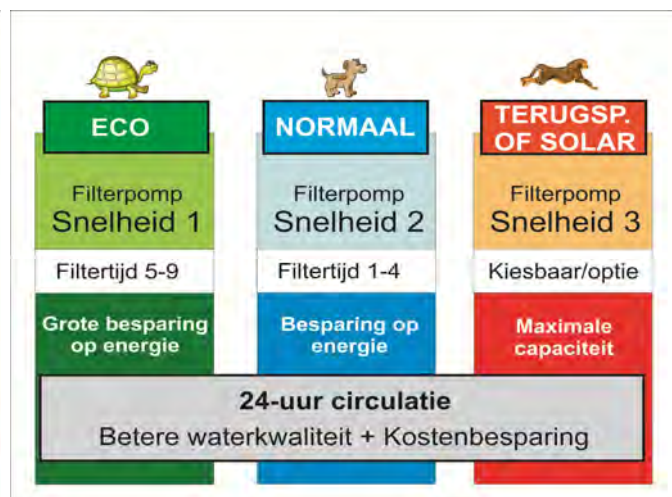 ECO
Filterpomp
Snelheid 1
Filtertijd 5-9
Grote besparing
op energie
NORMAAL
Filterpomp
Snelheid 2
Filtertijd 1-4
Besparing op
energie
TERUGSP.
OF SOLAR
Filterpomp
Snelheid 3
Kiesbaar/optie
Maximale
capaciteit
24-uur circulatie
Betere waterkwaliteit + Kostenbesparing